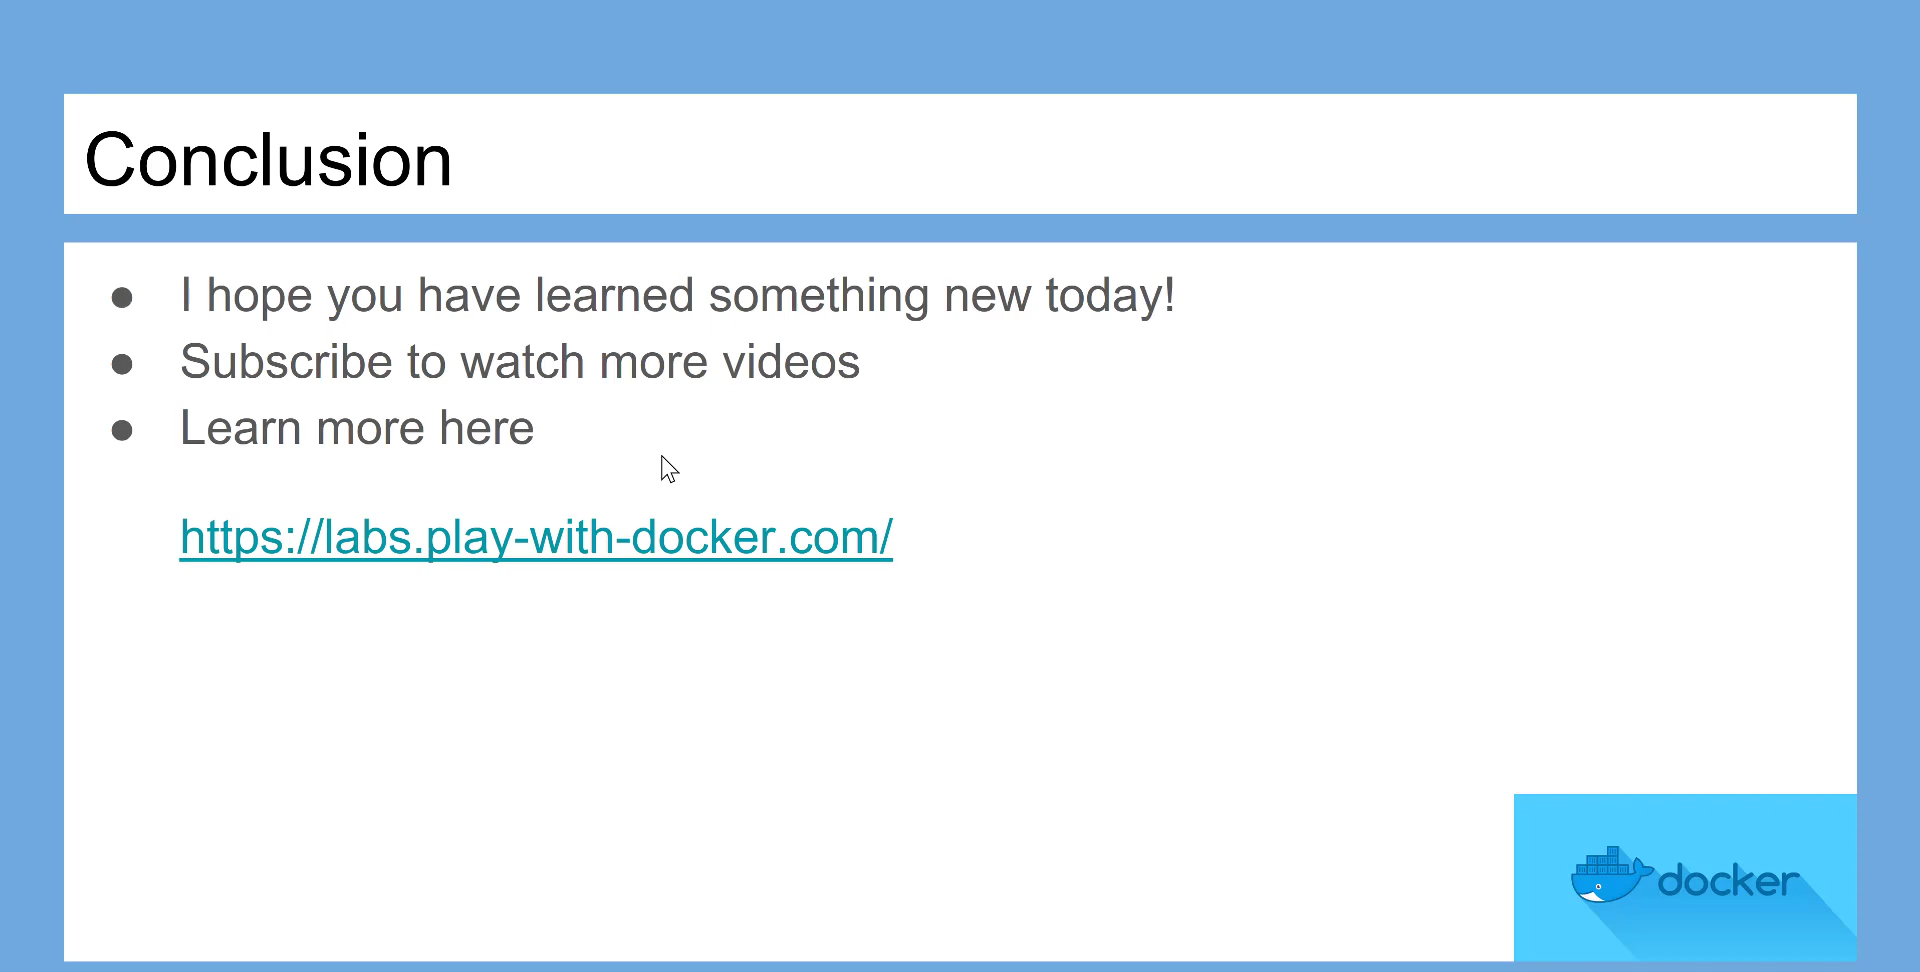 Conclusion
● I hope you have learned something new today!
● Subscribe to watch more videos
● Learn more here
https://labs.play-with-docker.com/
docker